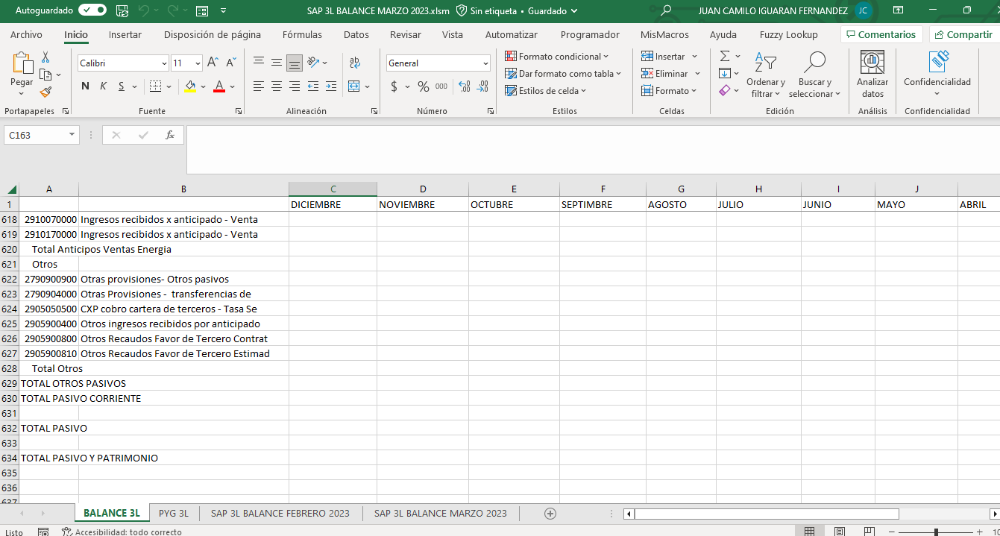 Autoguardado SAP 3L BALANCE MARZO 2023.xlsm Sin etiqueta • Guardado JUAN CAMILO IGUARAN FERNANDEZ JC
Archivo Inicio Insertar Disposición de página Fórmulas Datos Revisar Vista Automatizar Programador MisMacros Ayuda Fuzzy Lookup Comentarios Compartir
Pegar
Portapapeles
Calibri 11
N K S
Fuente
ab
Alineación
General
$ % 000
Número
Formato condicional
Dar formato como tabla
Estilos de celda
Estilos
Insertar
Eliminar
Formato
Celdas
Ordenar y filtrar
Buscar y seleccionar
Edición
Analizar datos
Análisis
Confidencialidad
Confidencialidad
C163 fx
A B C D E F G H I J
1 DICIEMBRE NOVIEMBRE OCTUBRE SEPTIMBRE AGOSTO JULIO JUNIO MAYO ABRIL
618 2910070000 Ingresos recibidos x anticipado - Venta
619 2910170000 Ingresos recibidos x anticipado - Venta
620 Total Anticipos Ventas Energia
621 Otros
622 2790900900 Otras provisiones- Otros pasivos
623 2790904000 Otras Provisiones - transferencias de
624 2905050500 CXP cobro cartera de terceros - Tasa Se
625 2905900400 Otros ingresos recibidos por anticipado
626 2905900800 Otros Recaudos Favor de Tercero Contrat
627 2905900810 Otros Recaudos Favor de Tercero Estimad
628 Total Otros
629 TOTAL OTROS PASIVOS
630 TOTAL PASIVO CORRIENTE
631
632 TOTAL PASIVO
633
634 TOTAL PASIVO Y PATRIMONIO
635
636
637
BALANCE 3L PYG 3L SAP 3L BALANCE FEBRERO 2023 SAP 3L BALANCE MARZO 2023
Listo Accesibilidad: todo correcto